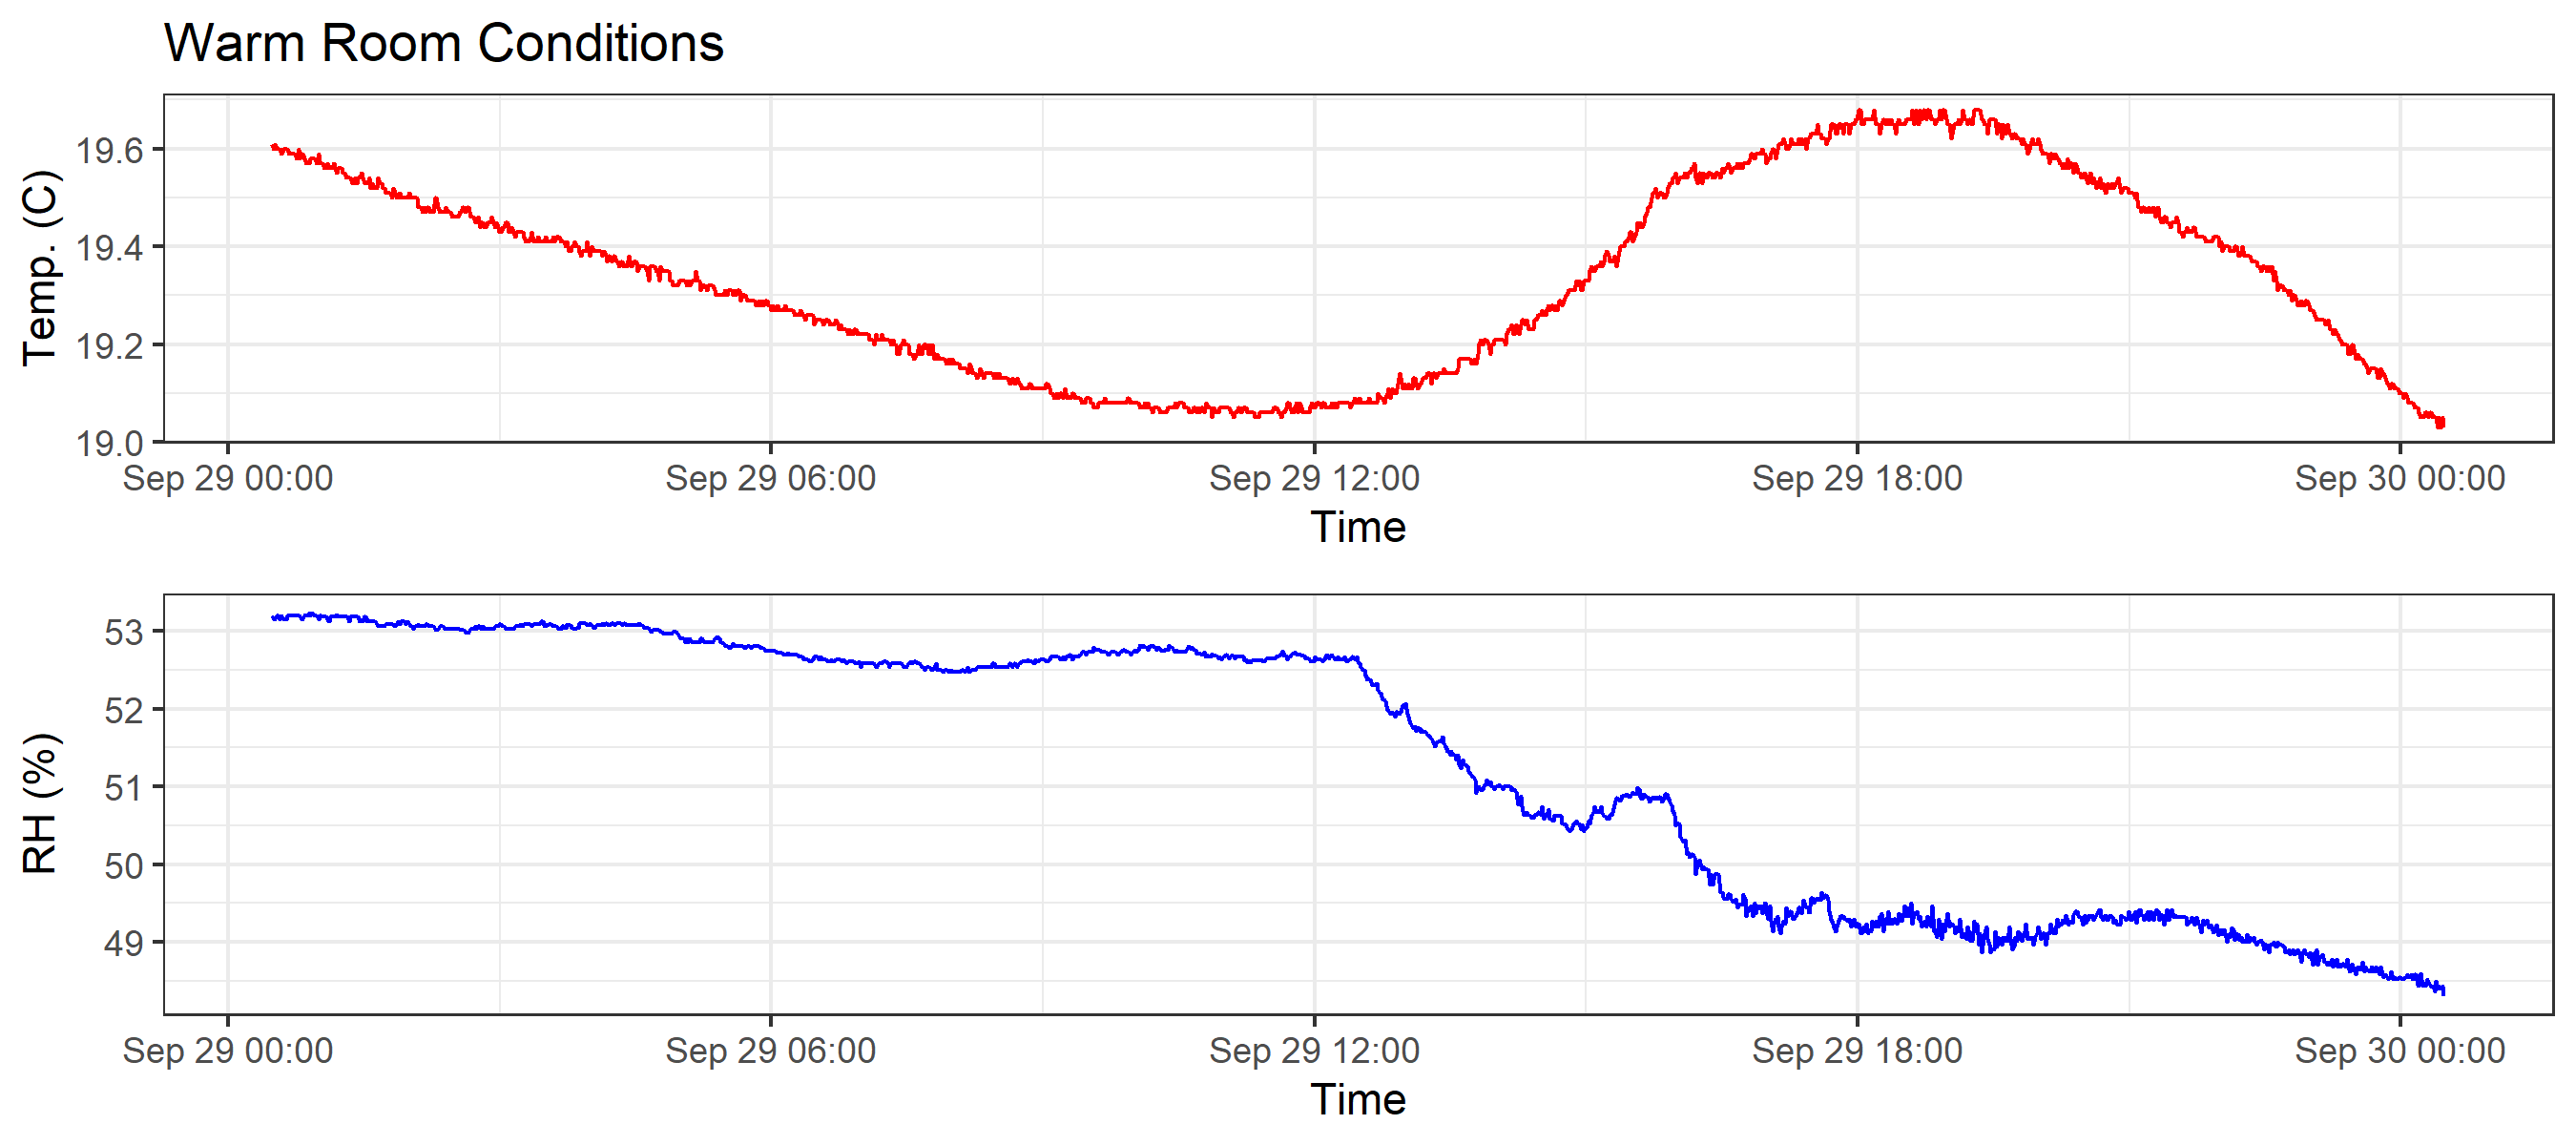 Warm Room Conditions
Temp. (C)
19.6
19.4
19.2
19.0
Sep 29 00:00 Sep 29 06:00 Sep 29 12:00 Sep 29 18:00 Sep 30 00:00
Time
RH (%)
53
52
51
50
49
Sep 29 00:00 Sep 29 06:00 Sep 29 12:00 Sep 29 18:00 Sep 30 00:00
Time